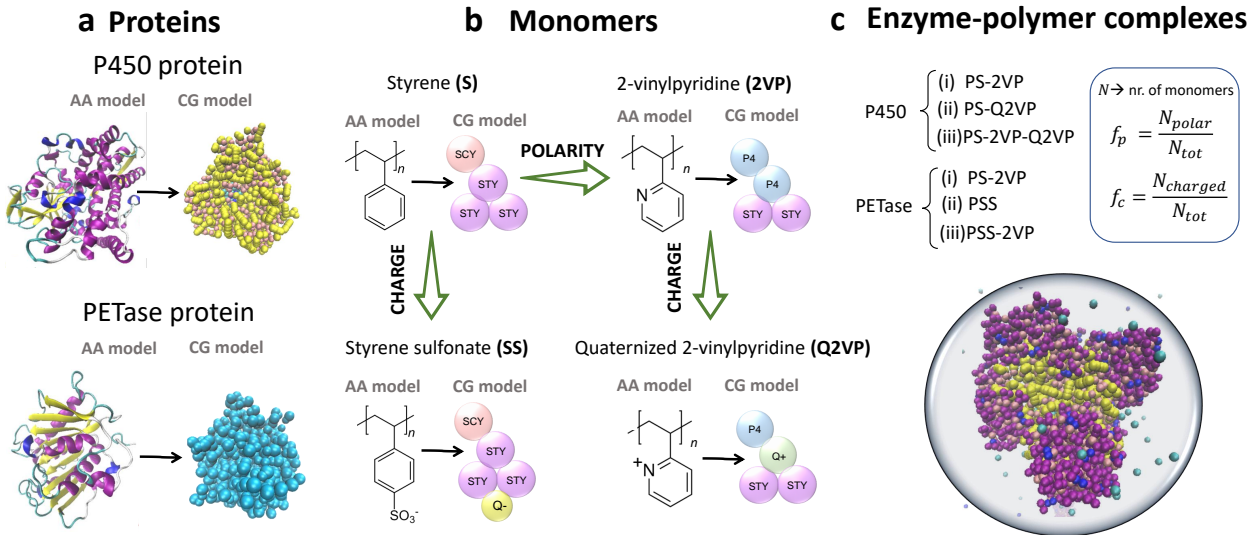 a Proteins
P450 protein
AA model CG model
PETase protein
AA model CG model
b Monomers
Styrene (S)
AA model CG model
n
SCY
STY
STY STY
POLARITY
2-vinylpyridine (2VP)
AA model CG model
n
N
P4
P4
STY STY
CHARGE
CHARGE
Styrene sulfonate (SS)
AA model CG model
n
SO₃⁻
SCY
STY
STY STY
Q-
Quaternized 2-vinylpyridine (Q2VP)
AA model CG model
n
+
N
P4
Q+
STY STY
c Enzyme-polymer complexes
P450
(i) PS-2VP
(ii) PS-Q2VP
(iii)PS-2VP-Q2VP
PETase
(i) PS-2VP
(ii) PSS
(iii)PSS-2VP
N→ nr. of monomers
f_p = N_polar / N_tot
f_c = N_charged / N_tot